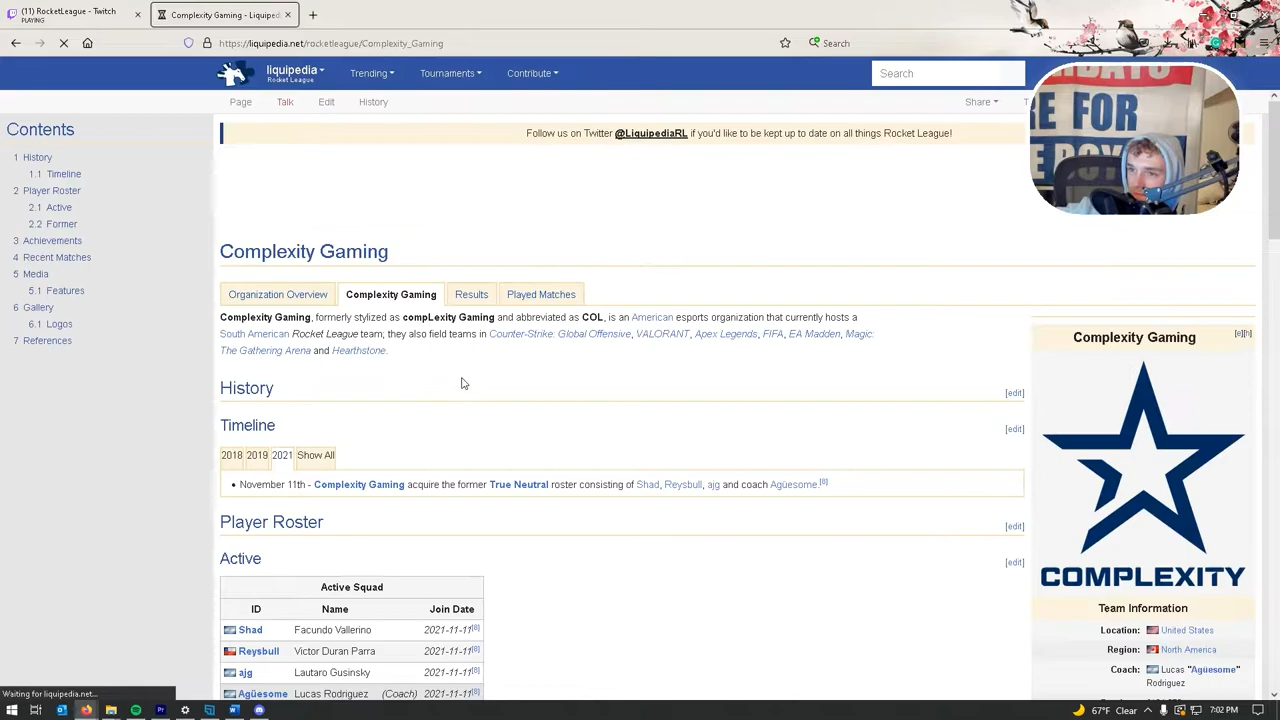 (11) RocketLeague - Twitch
PLAYING
Complexity Gaming - Liquiped
https://liquipedia.net/rocketleague/Complexity_Gaming
Search
liquipedia
Rocket League
Trending
Tournaments
Contribute
Search
Page
Talk
Edit
History
Share
T
Contents
1 History
1.1 Timeline
2 Player Roster
2.1 Active
2.2 Former
3 Achievements
4 Recent Matches
5 Media
5.1 Features
6 Gallery
6.1 Logos
7 References
Follow us on Twitter @LiquipediaRL if you'd like to be kept up to date on all things Rocket League!
RE FOR
E BOY
Complexity Gaming
Organization Overview
Complexity Gaming
Results
Played Matches
Complexity Gaming, formerly stylized as compLexity Gaming and abbreviated as COL, is an American esports organization that currently hosts a
South American Rocket League team; they also field teams in Counter-Strike: Global Offensive, VALORANT, Apex Legends, FIFA, EA Madden, Magic:
The Gathering Arena and Hearthstone.
History [edit]
Timeline [edit]
2018 2019 2021 Show All
• November 11th - Complexity Gaming acquire the former True Neutral roster consisting of Shad, Reysbull, ajg and coach Agüesome.[8]
Player Roster [edit]
Active [edit]
Active Squad
ID Name Join Date
Shad Facundo Vallerino 2021-11-11[8]
Reysbull Victor Duran Parra 2021-11-11[8]
ajg Lautaro Gusinsky 2021-11-11[8]
Agüesome Lucas Rodriguez (Coach) 2021-11-11[8]
Complexity Gaming [e][h]
COMPLEXITY
Team Information
Location: United States
Region: North America
Coach: Lucas "Agüesome"
Rodriguez
Waiting for liquipedia.net...
67°F Clear
7:02 PM